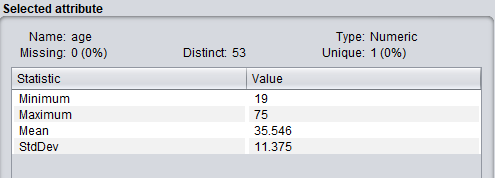 Selected attribute
Name: age Type: Numeric
Missing: 0 (0%) Distinct: 53 Unique: 1 (0%)
Statistic Value
Minimum 19
Maximum 75
Mean 35.546
StdDev 11.375